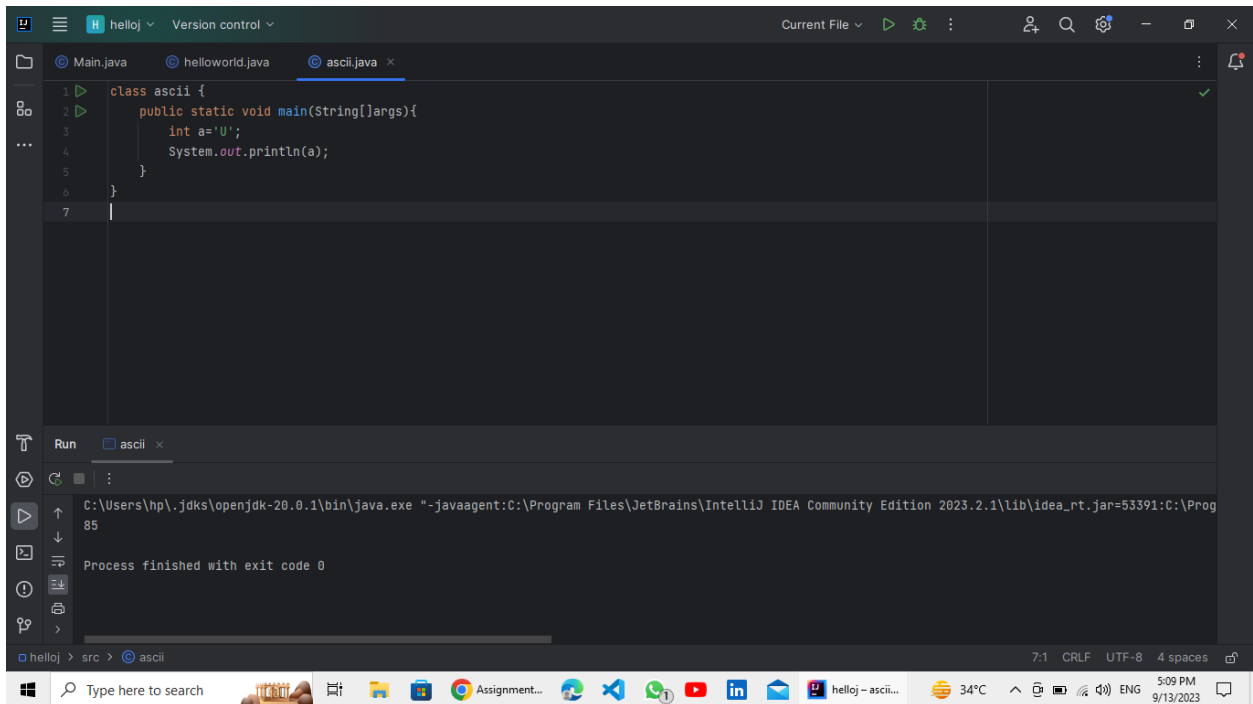 H helloj Version control Current File
Main.java helloworld.java ascii.java
1 class ascii {
2 public static void main(String[]args){
3 int a='U';
4 System.out.println(a);
5 }
6 }
7
Run ascii
C:\Users\hp\.jdks\openjdk-20.0.1\bin\java.exe "-javaagent:C:\Program Files\JetBrains\IntelliJ IDEA Community Edition 2023.2.1\lib\idea_rt.jar=53391:C:\Prog
85
Process finished with exit code 0
helloj > src > ascii 7:1 CRLF UTF-8 4 spaces
Type here to search Assignment... 1 in helloj – ascii... 34°C ENG 5:09 PM
9/13/2023